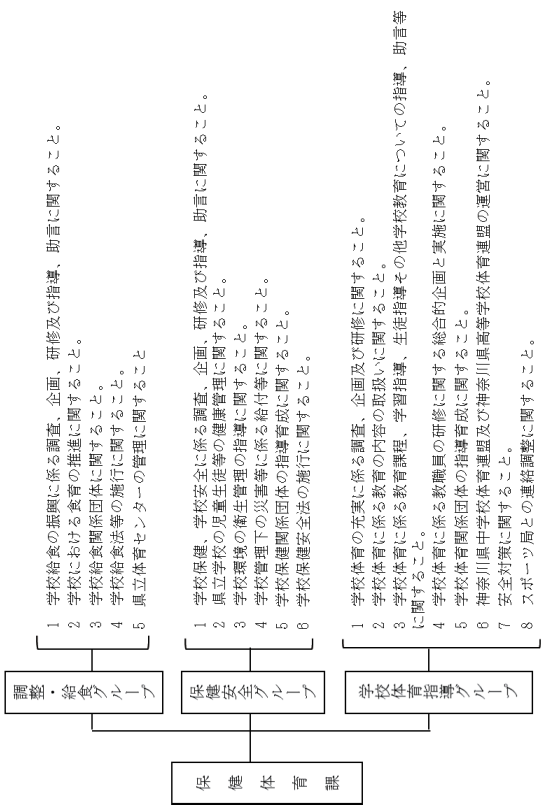 保健体育課
調整・給食グループ
1 学校給食の振興に係る調査、企画、研修及び指導、助言に関すること。
2 学校における食育の推進に関すること。
3 学校給食関係団体に関すること。
4 学校給食法等の施行に関すること。
5 県立体育センターの管理に関すること
保健安全グループ
1 学校保健、学校安全に係る調査、企画、研修及び指導、助言に関すること。
2 県立学校の児童生徒等の健康管理に関すること。
3 学校環境の衛生管理の指導に関すること。
4 学校管理下の災害等に係る給付等に関すること。
5 学校保健関係団体の指導育成に関すること。
6 学校保健安全法の施行に関すること。
学校体育指導グループ
1 学校体育の充実に係る調査、企画及び研修に関すること。
2 学校体育に係る教育の内容の取扱いに関すること。
3 学校体育に係る教育課程、学習指導、生徒指導その他学校教育についての指導、助言等
に関すること。
4 学校体育に係る教職員の研修に関する総合的企画と実施に関すること。
5 学校体育関係団体の指導育成に関すること。
6 神奈川県中学校体育連盟及び神奈川県高等学校体育連盟の運営に関すること。
7 安全対策に関すること。
8 スポーツ局との連絡調整に関すること。